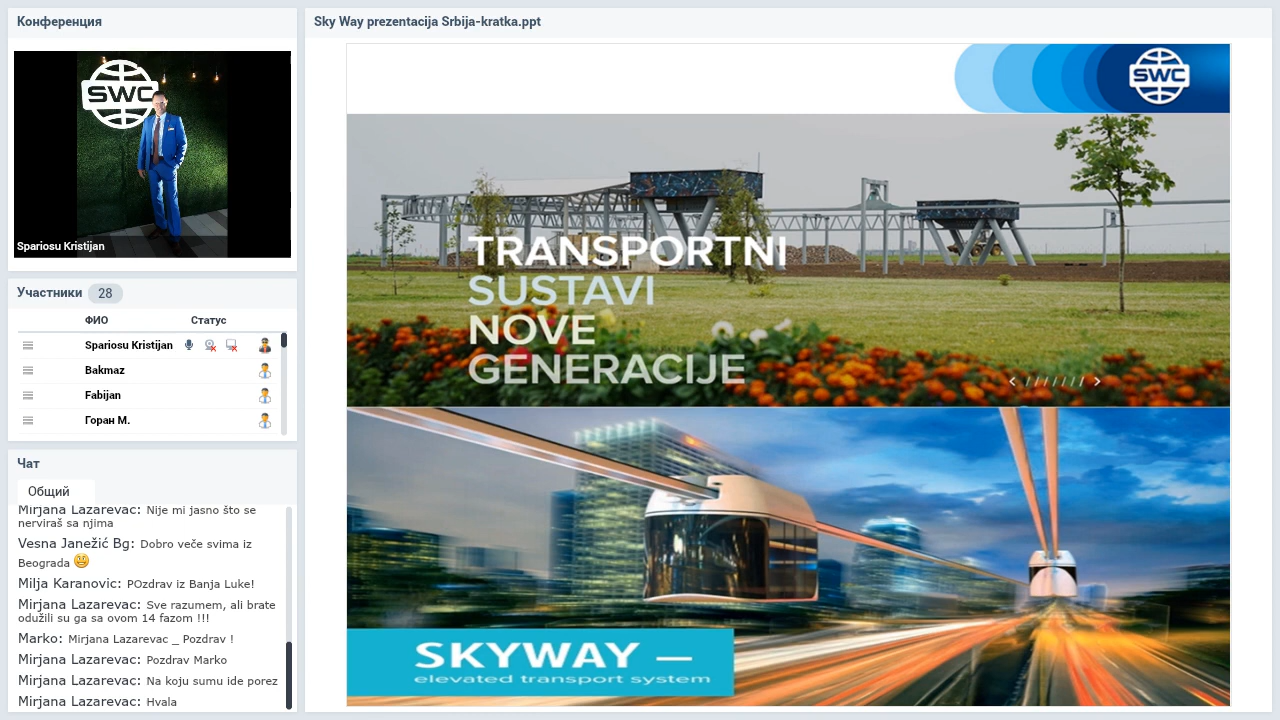 Конференция
SWC
Spariosu Kristijan
Участники 28
ФИО Статус
Spariosu Kristijan
Bakmaz
Fabijan
Горан М.
Чат
Общий
Mirjana Lazarevac: Nije mi jasno što se
nerviraš sa njima
Vesna Janežić Bg: Dobro veče svima iz
Beograda
Milja Karanovic: POzdrav iz Banja Luke!
Mirjana Lazarevac: Sve razumem, ali brate
odužili su ga sa ovom 14 fazom !!!
Marko: Mirjana Lazarevac _ Pozdrav !
Mirjana Lazarevac: Pozdrav Marko
Mirjana Lazarevac: Na koju sumu ide porez
Mirjana Lazarevac: Hvala
Sky Way prezentacija Srbija-kratka.ppt
SWC
TRANSPORTNI
SUSTAVI
NOVE
GENERACIJE
SKYWAY —
elevated transport system